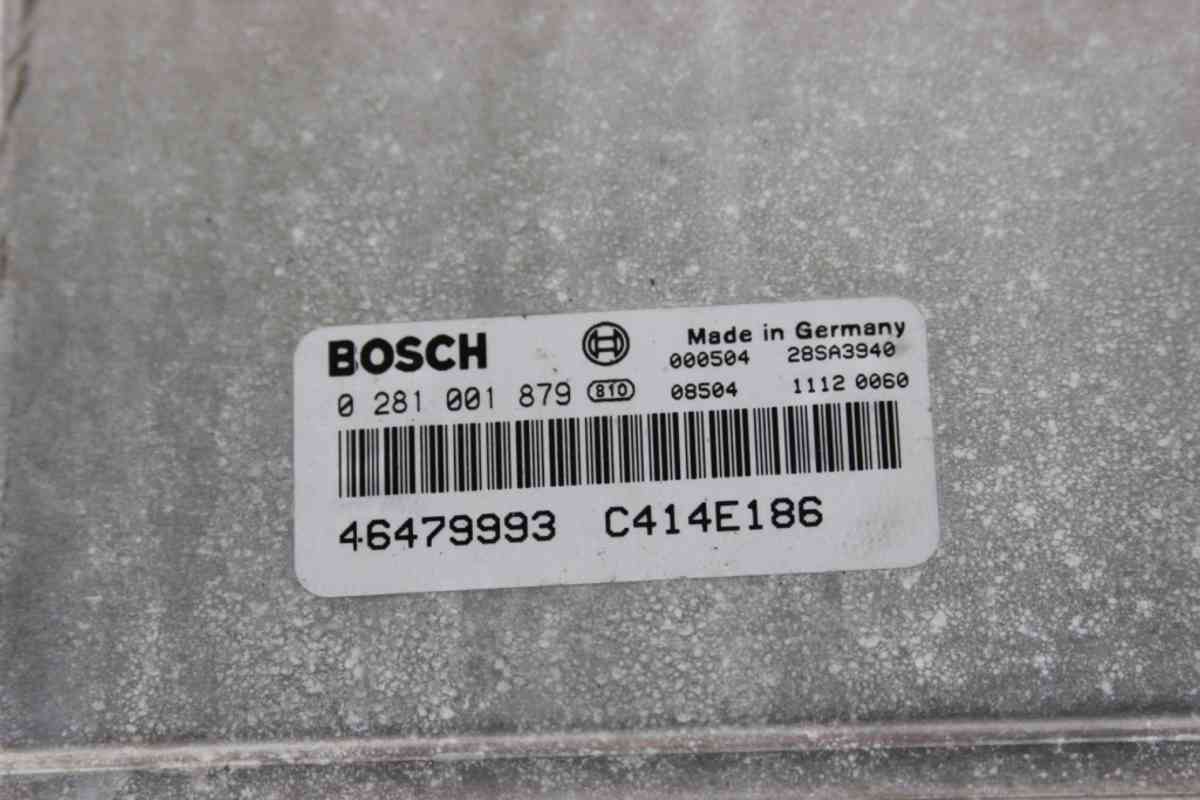 BOSCH Made in Germany
000504 28SA3940
0 281 001 879 810 08504 1112 0060
46479993 C414E186